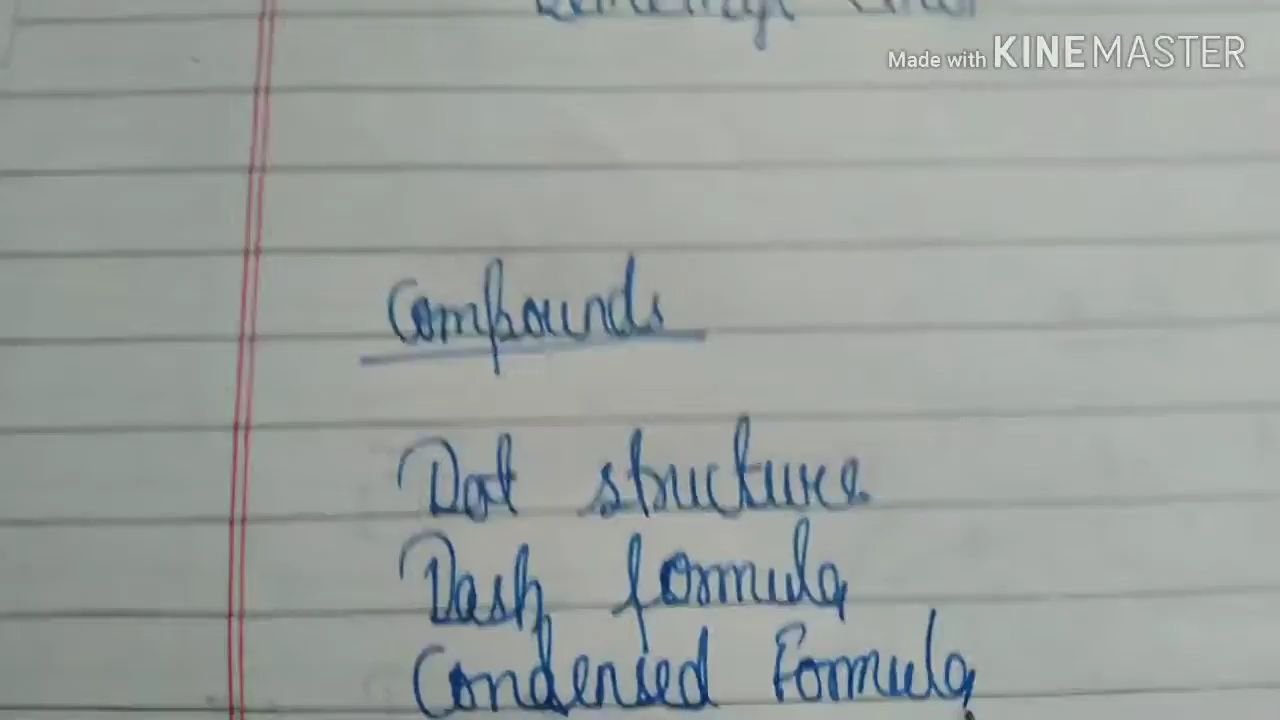 Made with KINEMASTER
Compounds
Dot structure
Dash formula
Condensed Formula